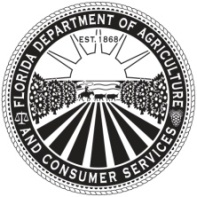 FLORIDA DEPARTMENT OF AGRICULTURE
AND CONSUMER SERVICES
EST. 1868